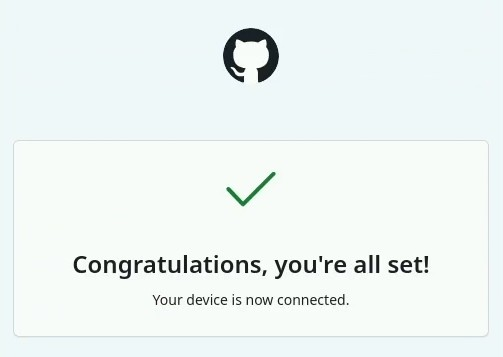 Congratulations, you're all set!
Your device is now connected.